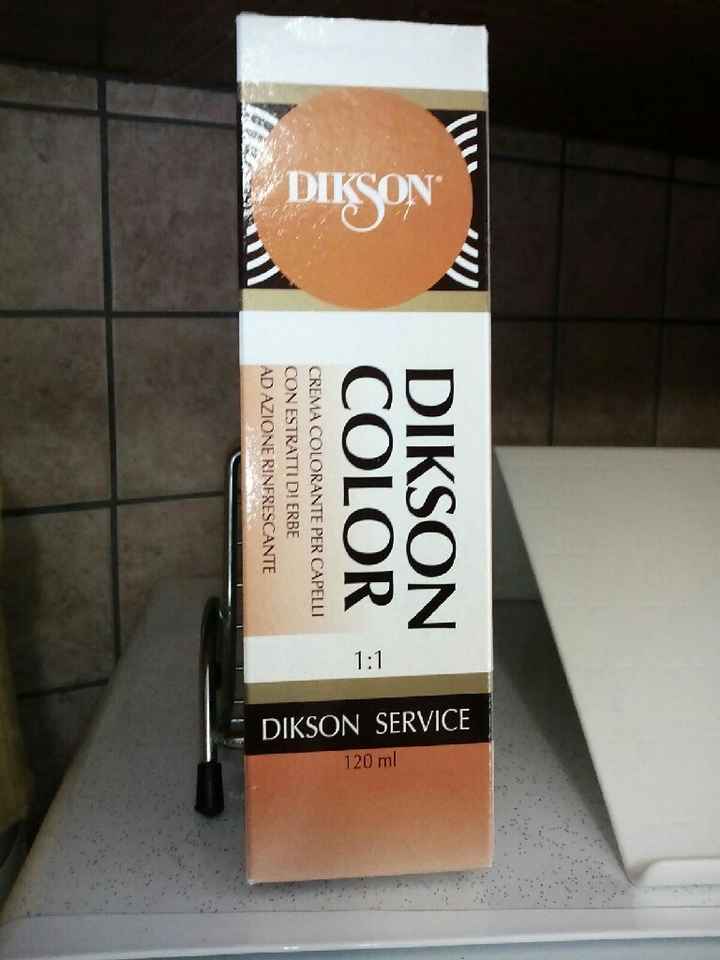 DIKSON®
DIKSON
COLOR
CREMA COLORANTE PER CAPELLI
CON ESTRATTI DI ERBE
AD AZIONE RINFRESCANTE
1:1
DIKSON SERVICE
120 ml